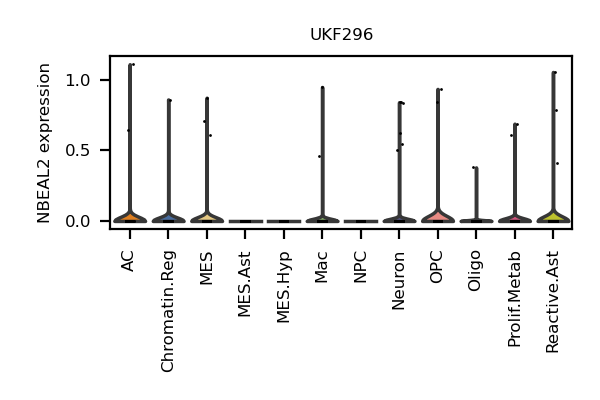 UKF296
NBEAL2 expression
1.0
0.5
0.0
AC
Chromatin.Reg
MES
MES.Ast
MES.Hyp
Mac
NPC
Neuron
OPC
Oligo
Prolif.Metab
Reactive.Ast